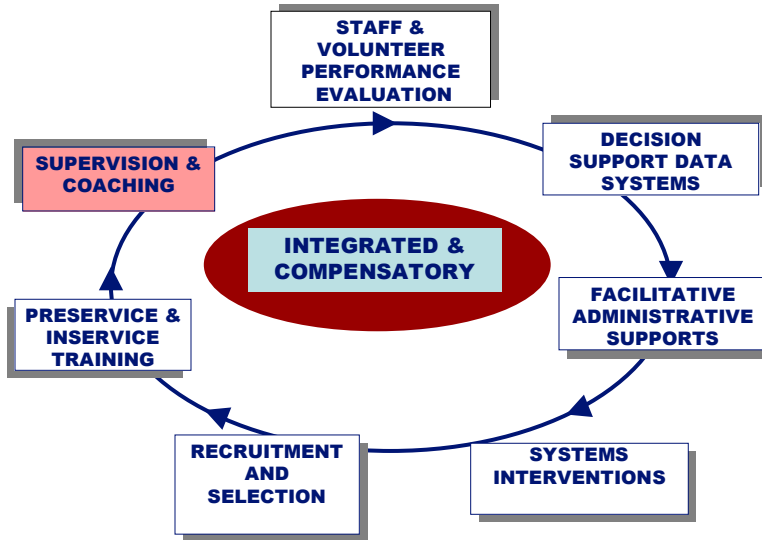 STAFF &
VOLUNTEER
PERFORMANCE
EVALUATION
DECISION
SUPPORT DATA
SYSTEMS
SUPERVISION &
COACHING
INTEGRATED &
COMPENSATORY
FACILITATIVE
ADMINISTRATIVE
SUPPORTS
PRESERVICE &
INSERVICE
TRAINING
RECRUITMENT
AND
SELECTION
SYSTEMS
INTERVENTIONS